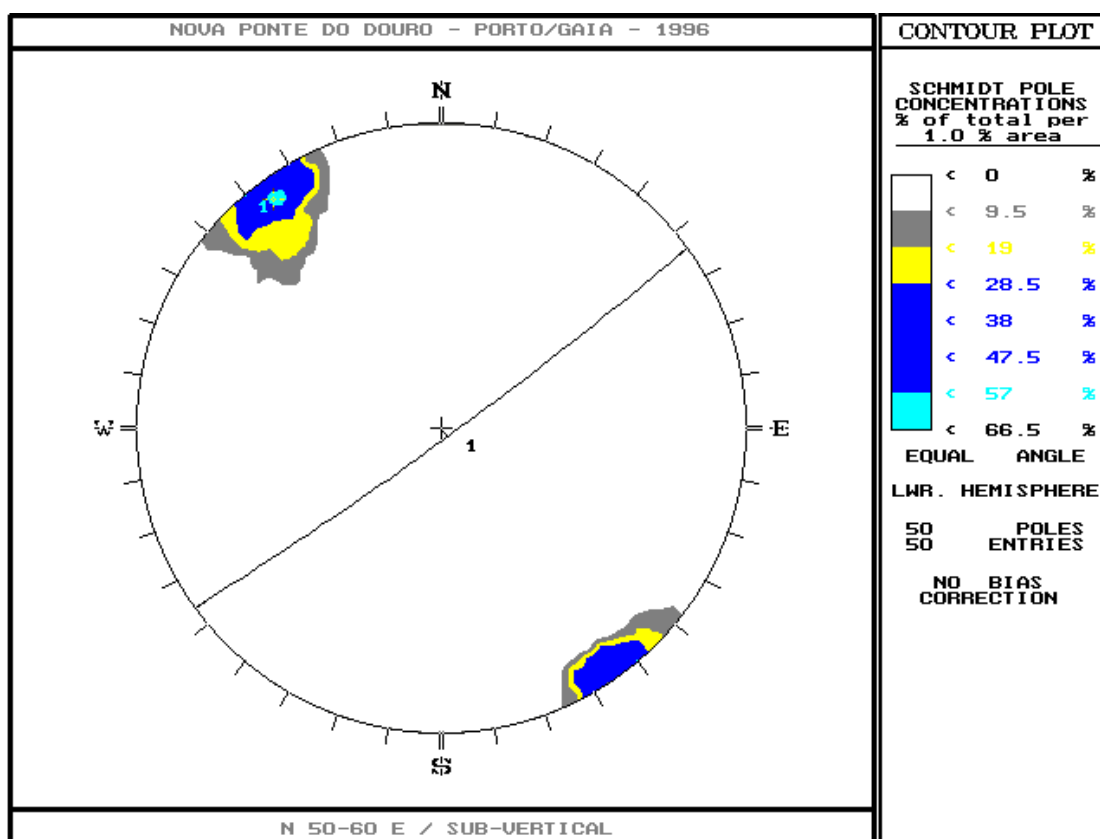 NOVA PONTE DO DOURO - PORTO/GAIA - 1996
N
W
E
S
1
1
N 50-60 E / SUB-VERTICAL
CONTOUR PLOT
SCHMIDT POLE
CONCENTRATIONS
% of total per
1.0 % area
< 0 %
< 9.5 %
< 19 %
< 28.5 %
< 38 %
< 47.5 %
< 57 %
< 66.5 %
EQUAL ANGLE
LWR. HEMISPHERE
50 POLES
50 ENTRIES
NO BIAS
CORRECTION